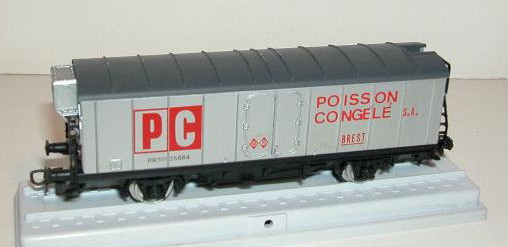 PC
POISSON
CONGELÉ S.A.
BREST